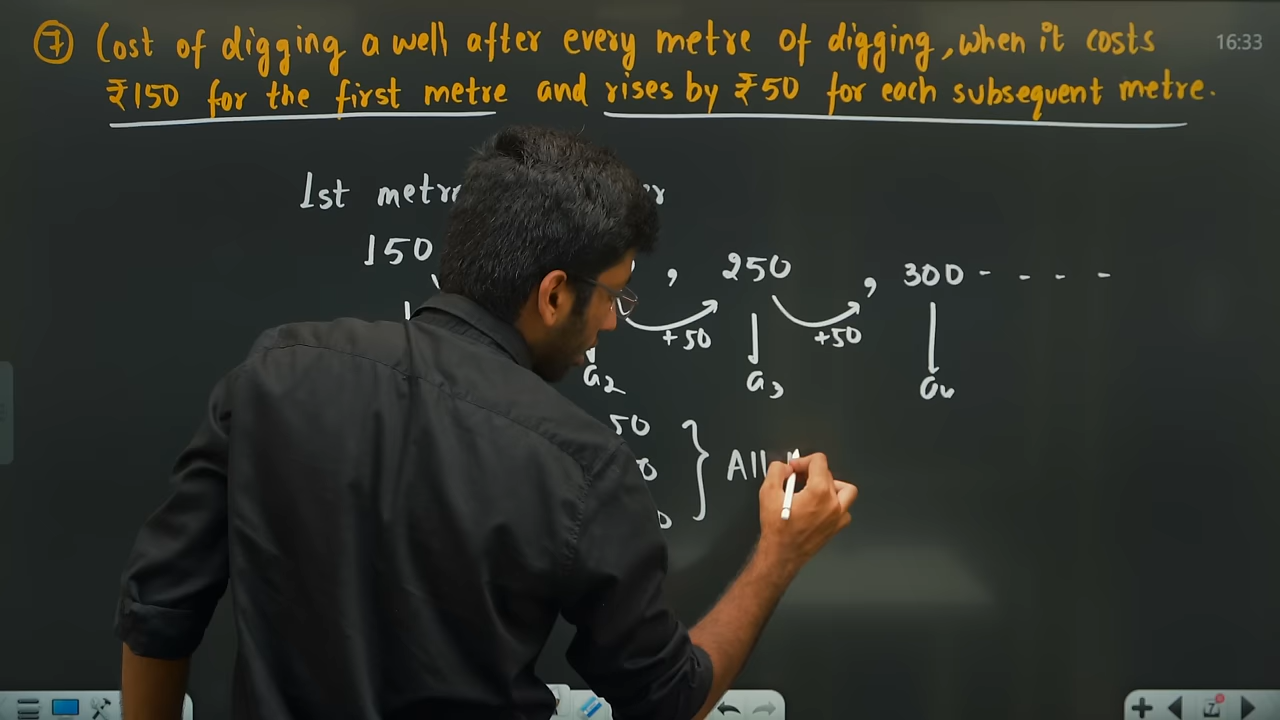 7 Cost of digging a well after every metre of digging, when it costs
₹150 for the first metre and rises by ₹50 for each subsequent metre.
16:33
1st
150 , 250 , 300 - - - -
+50 +50
a2 a3 a4
50
All